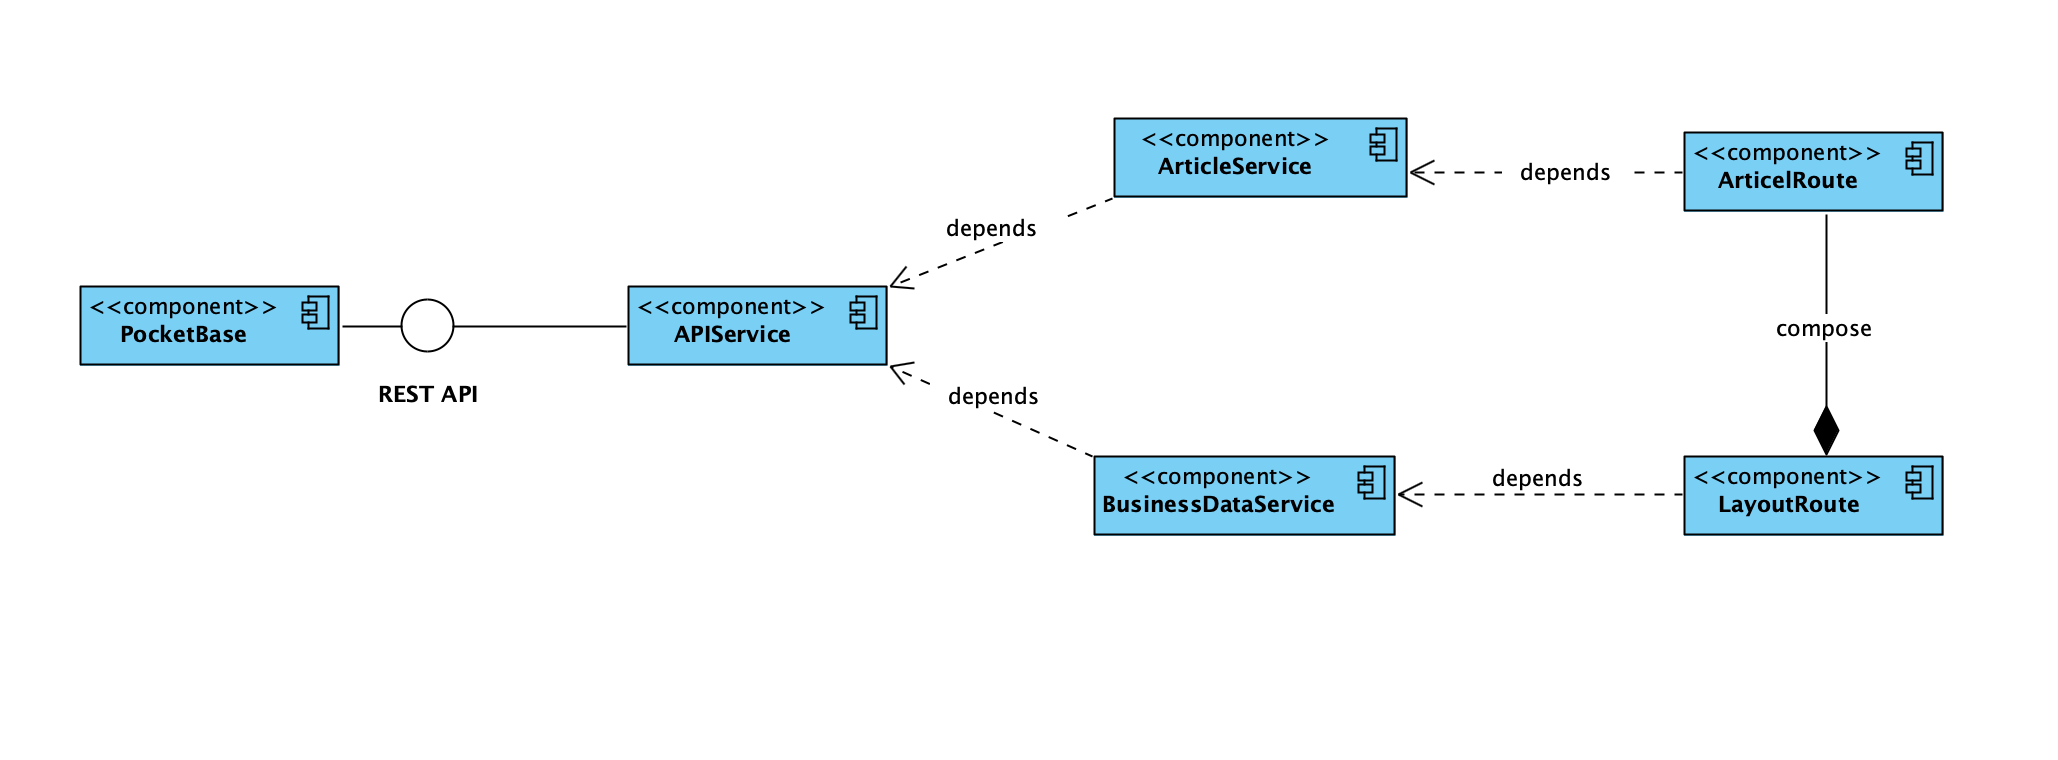 <<component>>
PocketBase
REST API
<<component>>
APIService
depends
depends
<<component>>
ArticleService
<<component>>
BusinessDataService
depends
depends
<<component>>
ArticelRoute
compose
<<component>>
LayoutRoute